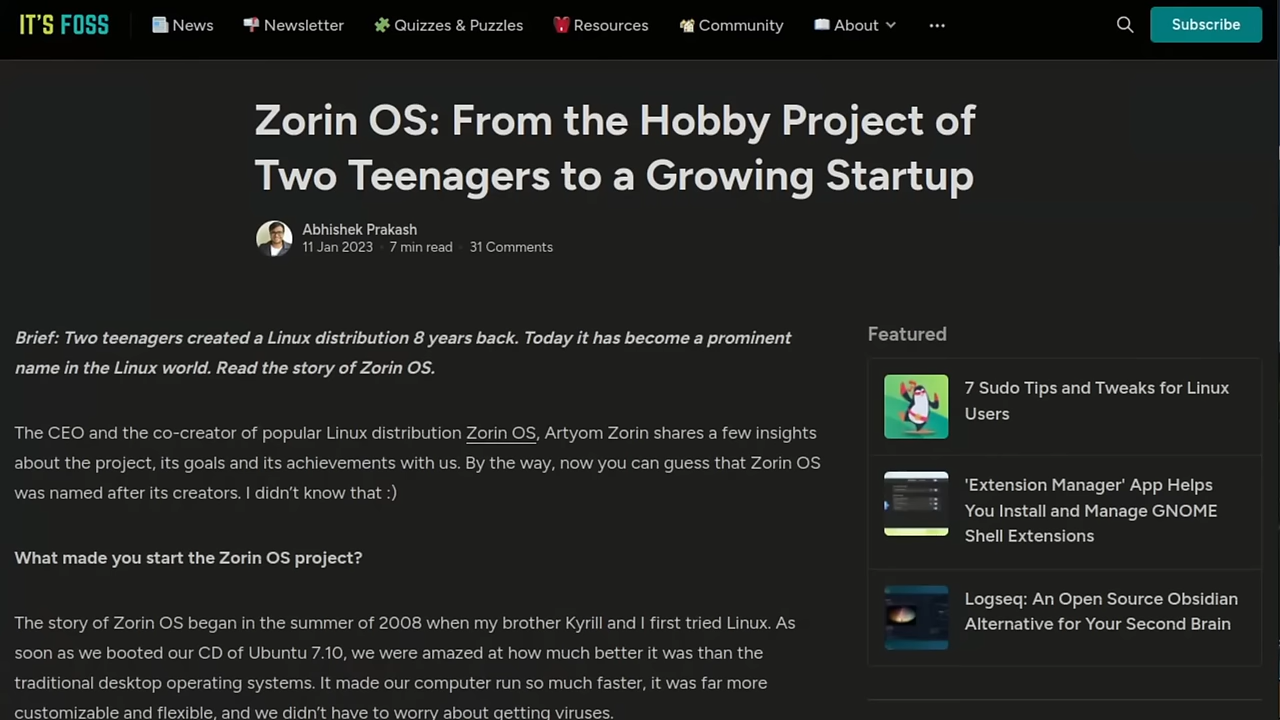 IT'S FOSS
News
Newsletter
Quizzes & Puzzles
Resources
Community
About
Subscribe
Zorin OS: From the Hobby Project of
Two Teenagers to a Growing Startup
Abhishek Prakash
11 Jan 2023 · 7 min read · 31 Comments
Brief: Two teenagers created a Linux distribution 8 years back. Today it has become a prominent
name in the Linux world. Read the story of Zorin OS.
The CEO and the co-creator of popular Linux distribution Zorin OS, Artyom Zorin shares a few insights
about the project, its goals and its achievements with us. By the way, now you can guess that Zorin OS
was named after its creators. I didn’t know that :)
What made you start the Zorin OS project?
The story of Zorin OS began in the summer of 2008 when my brother Kyrill and I first tried Linux. As
soon as we booted our CD of Ubuntu 7.10, we were amazed at how much better it was than the
traditional desktop operating systems. It made our computer run so much faster, it was far more
customizable and flexible, and we didn’t have to worry about getting viruses.
Featured
7 Sudo Tips and Tweaks for Linux
Users
'Extension Manager' App Helps
You Install and Manage GNOME
Shell Extensions
Logseq: An Open Source Obsidian
Alternative for Your Second Brain